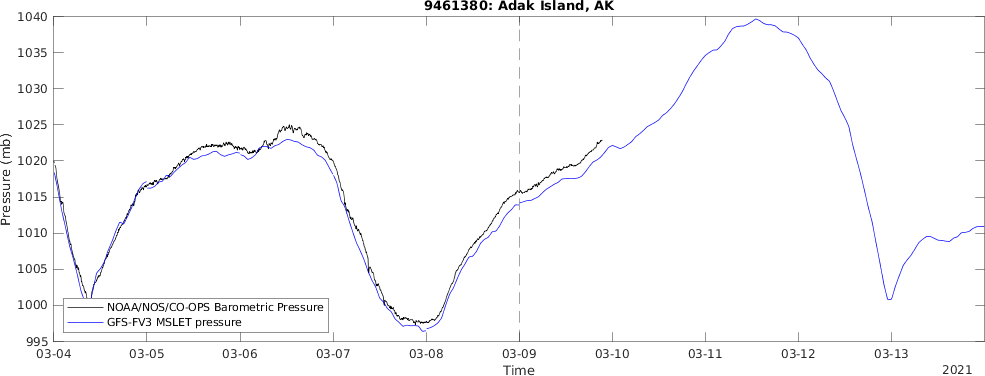 9461380: Adak Island, AK
1040
1035
1030
1025
1020
1015
1010
1005
1000
995
Pressure (mb)
NOAA/NOS/CO-OPS Barometric Pressure
GFS-FV3 MSLET pressure
03-04 03-05 03-06 03-07 03-08 03-09 03-10 03-11 03-12 03-13
Time
2021